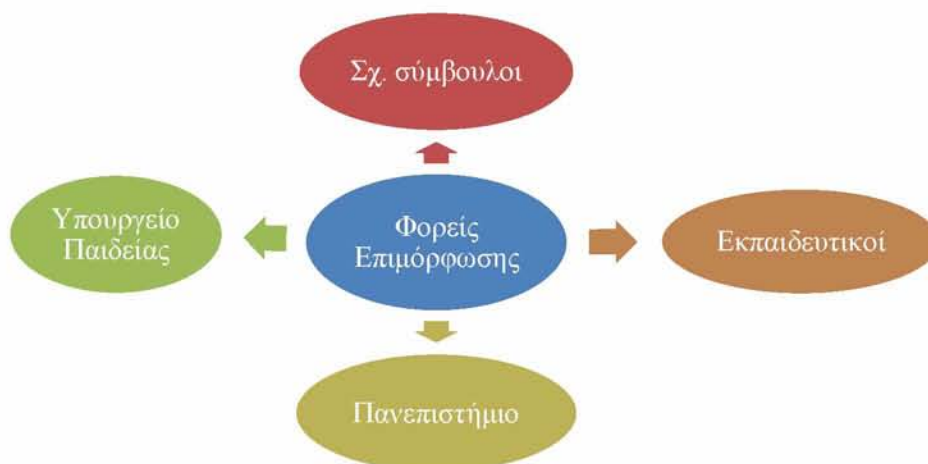 Σχ. σύμβουλοι
Υπουργείο
Παιδείας
Φορείς
Επιμόρφωσης
Εκπαιδευτικοί
Πανεπιστήμιο